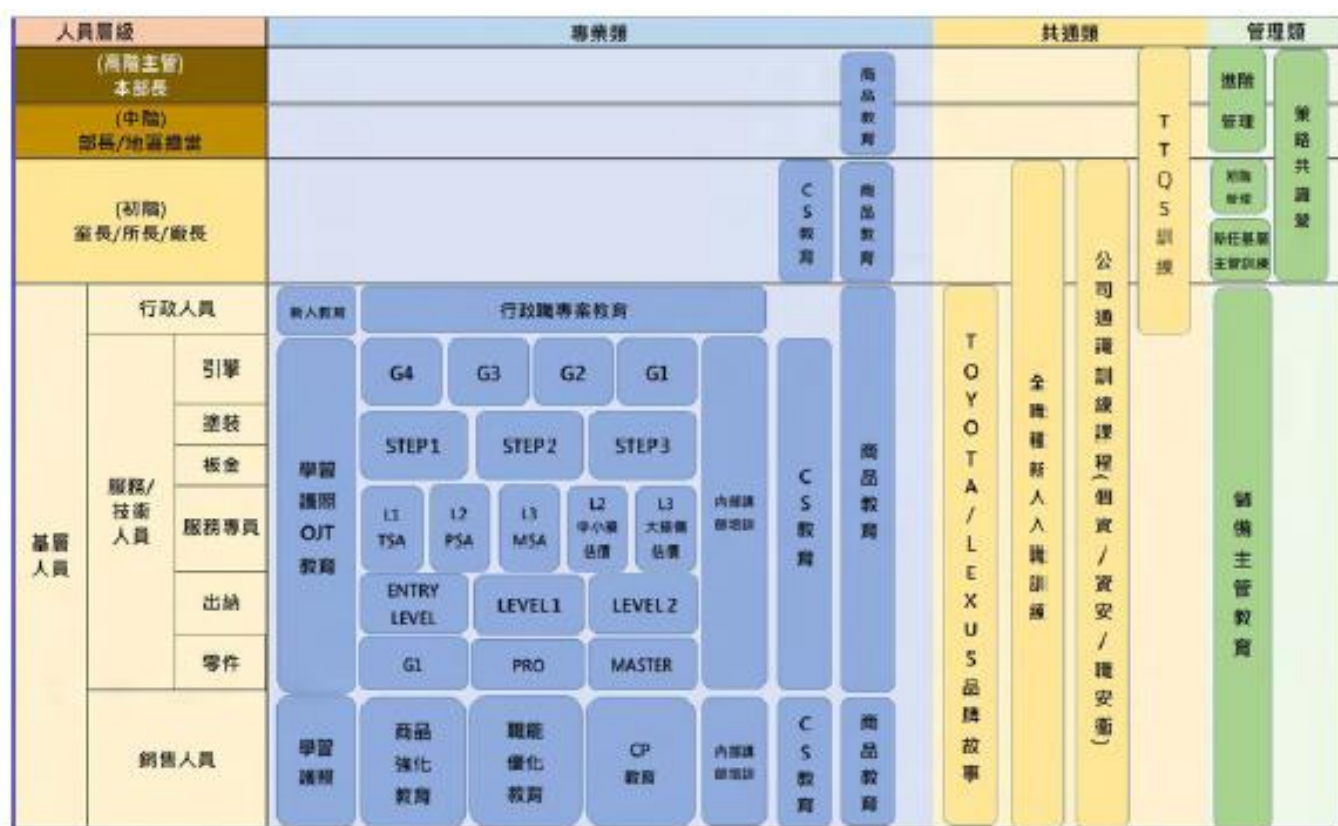 人員層級
專業類
共通類
管理類
(高階主管)
本部長
(中階)
部長/地區擔當
(初階)
室長/所長/廠長
基層
人員
行政人員
服務/
技術
人員
引擎
塗裝
板金
服務專員
出納
零件
銷售人員
新人教育
行政職專案教育
學習
護照
OJT
教育
G4
G3
G2
G1
STEP1
STEP2
STEP3
L1
TSA
L2
PSA
L3
MSA
L2
中小損
估價
L3
大損傷
估價
ENTRY
LEVEL
LEVEL1
LEVEL2
G1
PRO
MASTER
內部講
師培訓
學習
護照
商品
強化
教育
職能
優化
教育
CP
教育
內部講
師培訓
CS教育
CS教育
CS教育
商品教育
商品教育
商品教育
商品教育
TOYOTA/LEXUS品牌故事
全職種新人入職訓練
公司通識訓練課程(個資/資安/職安衛)
TTQS訓練
進階
管理
初階
管理
新任基層
主管訓練
儲備主管教育
策略共識營